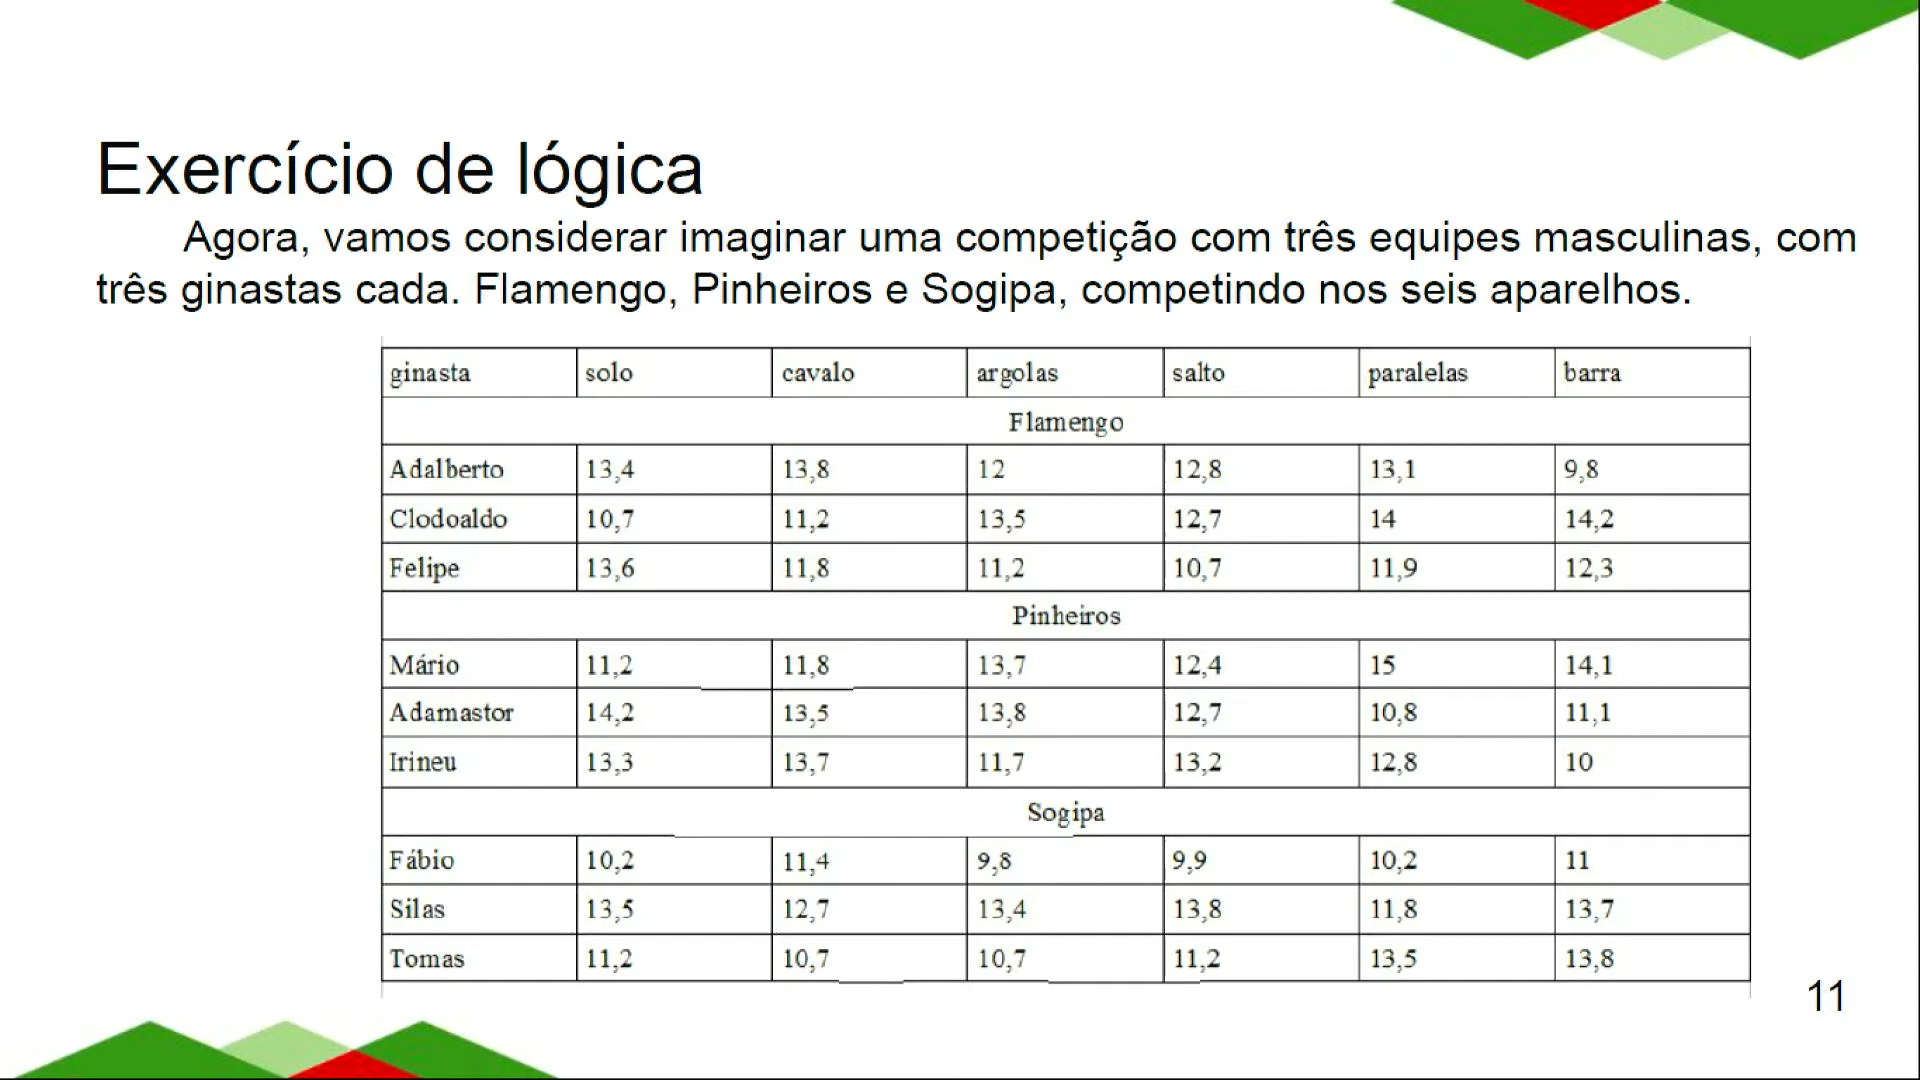 Exercício de lógica
Agora, vamos considerar imaginar uma competição com três equipes masculinas, com
três ginastas cada. Flamengo, Pinheiros e Sogipa, competindo nos seis aparelhos.
ginasta solo cavalo argolas salto paralelas barra
Flamengo
Adalberto 13,4 13,8 12 12,8 13,1 9,8
Clodoaldo 10,7 11,2 13,5 12,7 14 14,2
Felipe 13,6 11,8 11,2 10,7 11,9 12,3
Pinheiros
Mário 11,2 11,8 13,7 12,4 15 14,1
Adamastor 14,2 13,5 13,8 12,7 10,8 11,1
Irineu 13,3 13,7 11,7 13,2 12,8 10
Sogipa
Fábio 10,2 11,4 9,8 9,9 10,2 11
Silas 13,5 12,7 13,4 13,8 11,8 13,7
Tomas 11,2 10,7 10,7 11,2 13,5 13,8
11